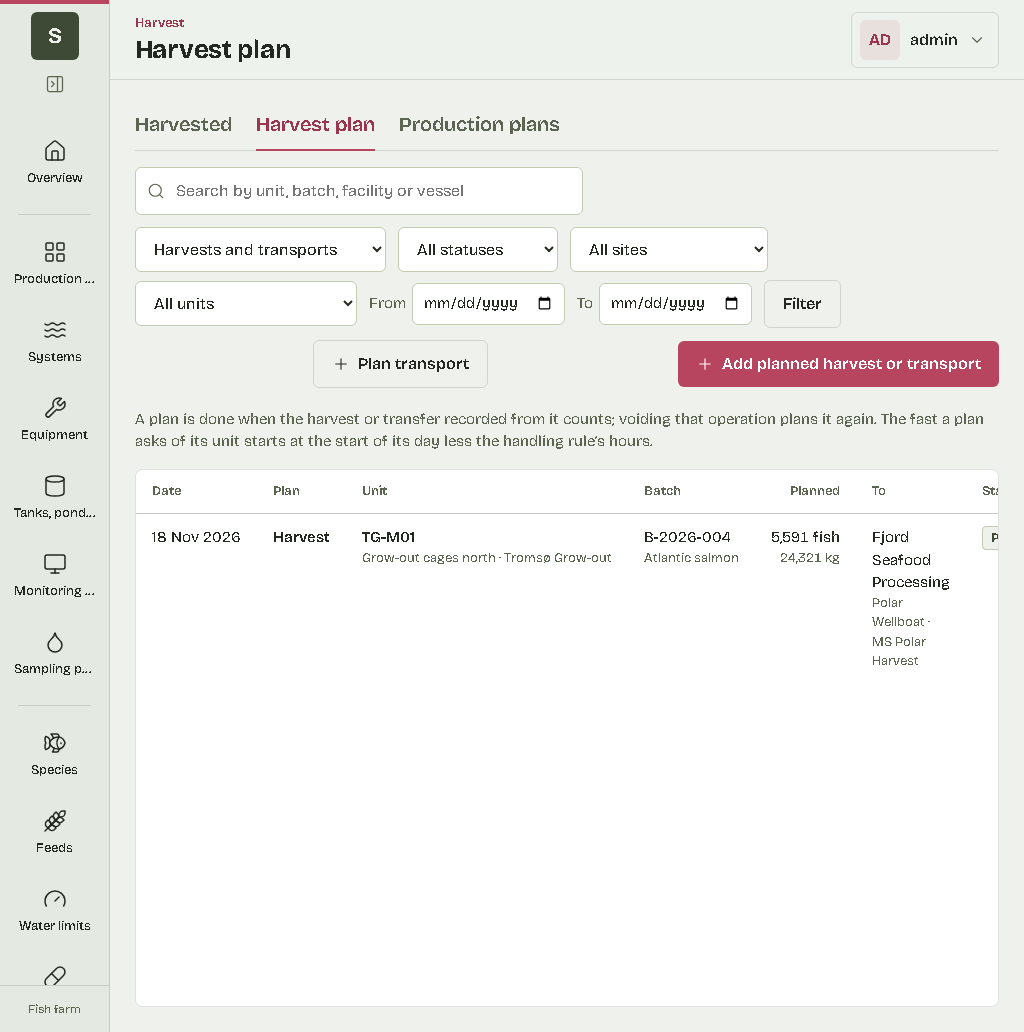 S
Harvest
Harvest plan
AD admin
Overview
Production ...
Systems
Equipment
Tanks, pond...
Monitoring ...
Sampling p...
Species
Feeds
Water limits
Fish farm
Harvested Harvest plan Production plans
Search by unit, batch, facility or vessel
Harvests and transports All statuses All sites
All units From mm/dd/yyyy To mm/dd/yyyy Filter
Plan transport Add planned harvest or transport
A plan is done when the harvest or transfer recorded from it counts; voiding that operation plans it again. The fast a plan
asks of its unit starts at the start of its day less the handling rule's hours.
Date Plan Unit Batch Planned To
18 Nov 2026 Harvest TG-M01 B-2026-004 5,591 fish Fjord
Grow-out cages north · Tromsø Grow-out Atlantic salmon 24,321 kg Seafood
Processing
Polar
Wellboat ·
MS Polar
Harvest